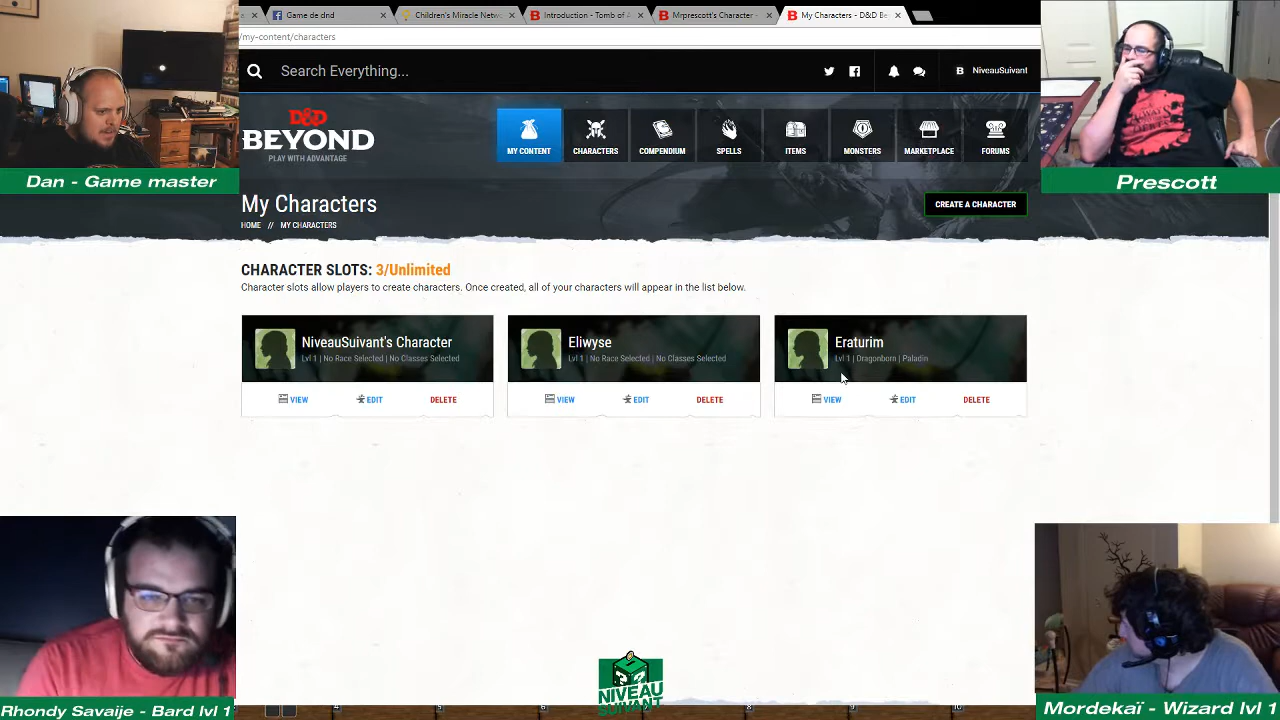 Game de dnd
Children's Miracle Netwo
Introduction - Tomb of A
Mrprescott's Character -
My Characters - D&D Be
/my-content/characters
Search Everything...
NiveauSuivant
D&D
BEYOND
PLAY WITH ADVANTAGE
MY CONTENT
CHARACTERS
COMPENDIUM
SPELLS
ITEMS
MONSTERS
MARKETPLACE
FORUMS
Dan - Game master
Prescott
My Characters
CREATE A CHARACTER
HOME // MY CHARACTERS
CHARACTER SLOTS: 3/Unlimited
Character slots allow players to create characters. Once created, all of your characters will appear in the list below.
NiveauSuivant's Character
Lvl 1 | No Race Selected | No Classes Selected
VIEW EDIT DELETE
Eliwyse
Lvl 1 | No Race Selected | No Classes Selected
VIEW EDIT DELETE
Eraturim
Lvl 1 | Dragonborn | Paladin
VIEW EDIT DELETE
NIVEAU
SUIVANT
Rhondy Savaije - Bard lvl 1
Mordekaï - Wizard lvl 1